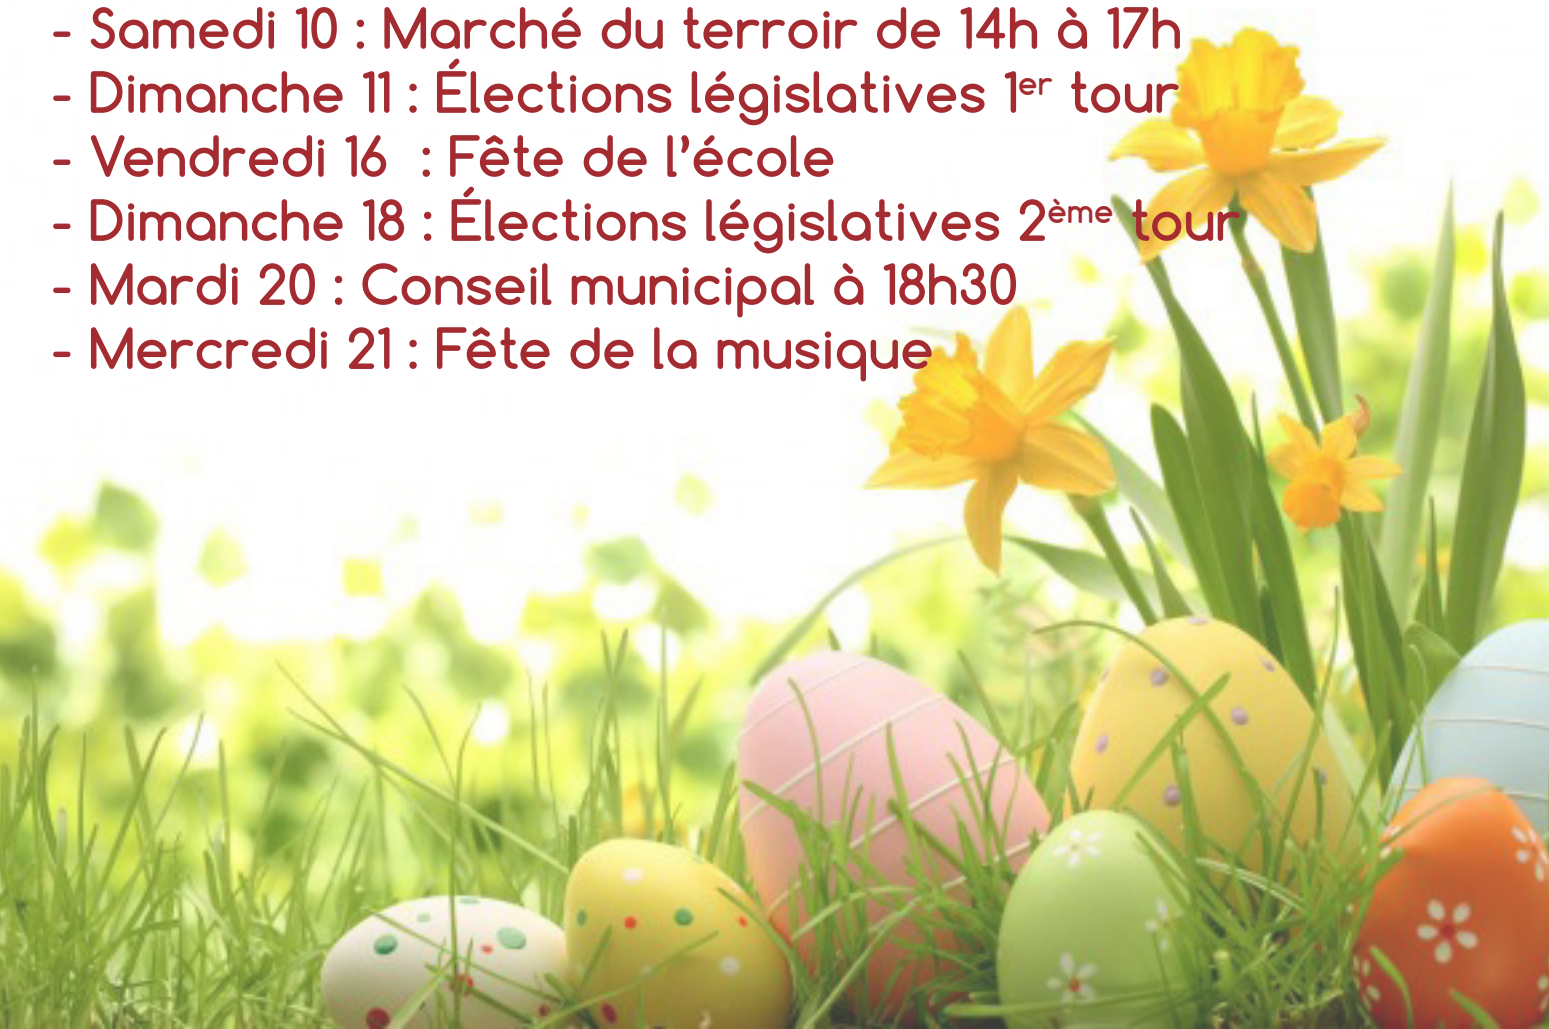 - Samedi 10 : Marché du terroir de 14h à 17h
- Dimanche 11 : Élections législatives 1er tour
- Vendredi 16 : Fête de l’école
- Dimanche 18 : Élections législatives 2ème tour
- Mardi 20 : Conseil municipal à 18h30
- Mercredi 21 : Fête de la musique